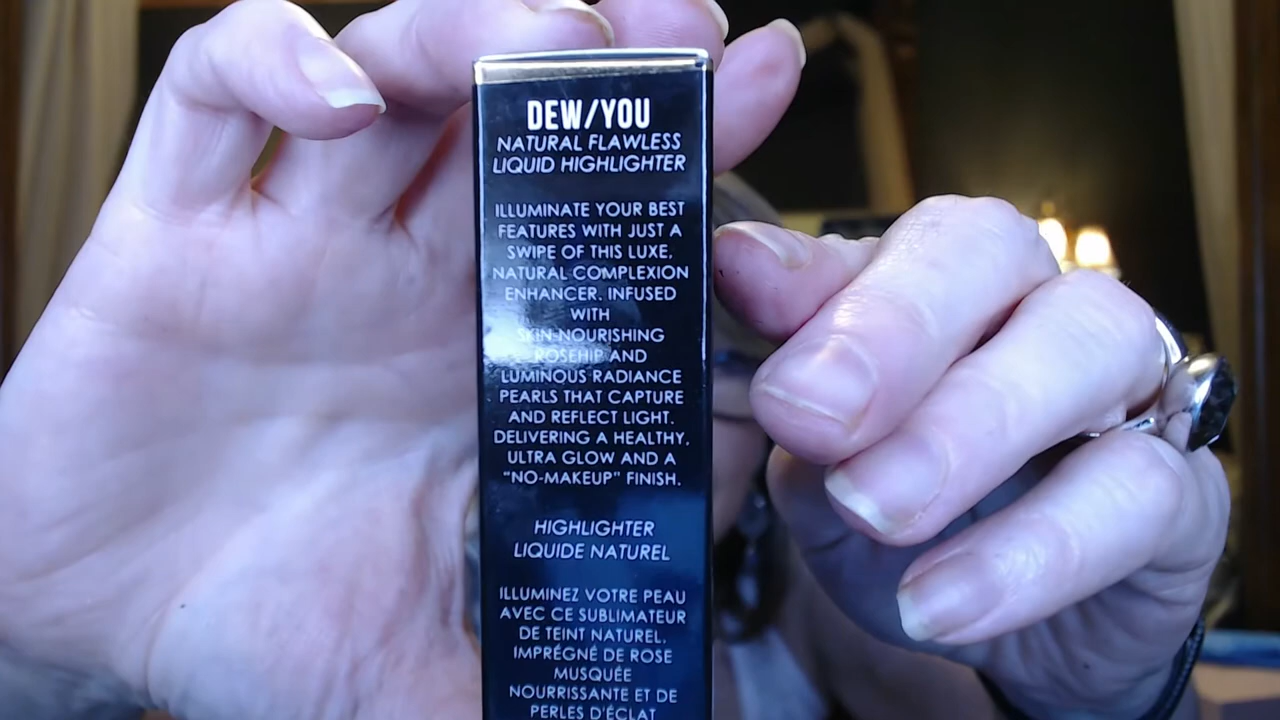 DEW/YOU
NATURAL FLAWLESS
LIQUID HIGHLIGHTER
ILLUMINATE YOUR BEST
FEATURES WITH JUST A
SWIPE OF THIS LUXE,
NATURAL COMPLEXION
ENHANCER. INFUSED
WITH
SKIN-NOURISHING
ROSEHIP AND
LUMINOUS RADIANCE
PEARLS THAT CAPTURE
AND REFLECT LIGHT.
DELIVERING A HEALTHY,
ULTRA GLOW AND A
"NO-MAKEUP" FINISH.
HIGHLIGHTER
LIQUIDE NATUREL
ILLUMINEZ VOTRE PEAU
AVEC CE SUBLIMATEUR
DE TEINT NATUREL.
IMPRÉGNÉ DE ROSE
MUSQUÉE
NOURRISSANTE ET DE
PERLES D'ÉCLAT